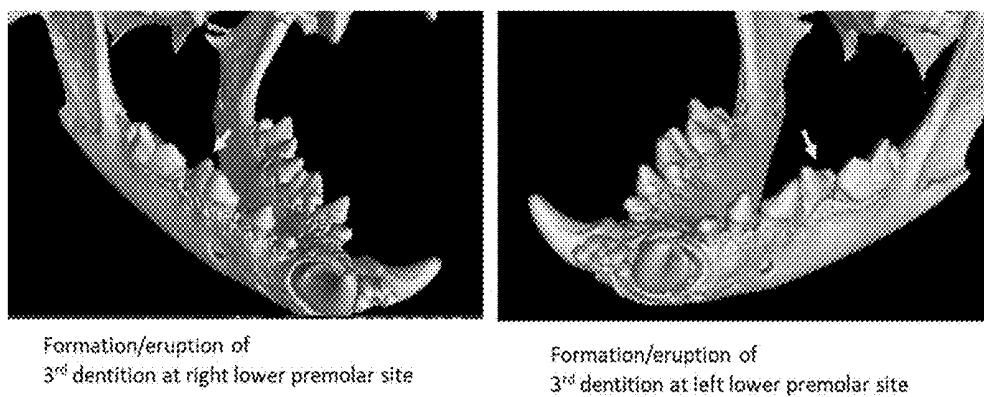 Formation/eruption of
3rd dentition at right lower premolar site
Formation/eruption of
3rd dentition at left lower premolar site